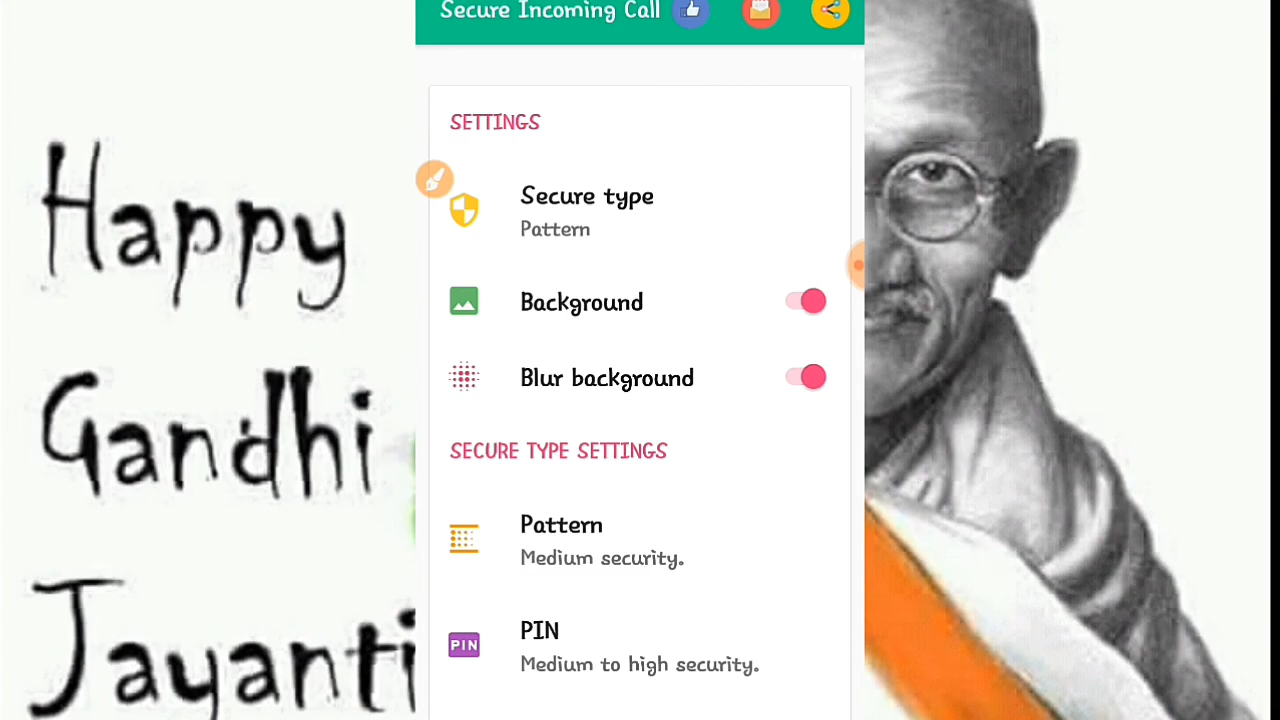 Happy
Gandhi
Jayanti
Secure Incoming Call
SETTINGS
Secure type
Pattern
Background
Blur background
SECURE TYPE SETTINGS
Pattern
Medium security.
PIN
PIN
Medium to high security.